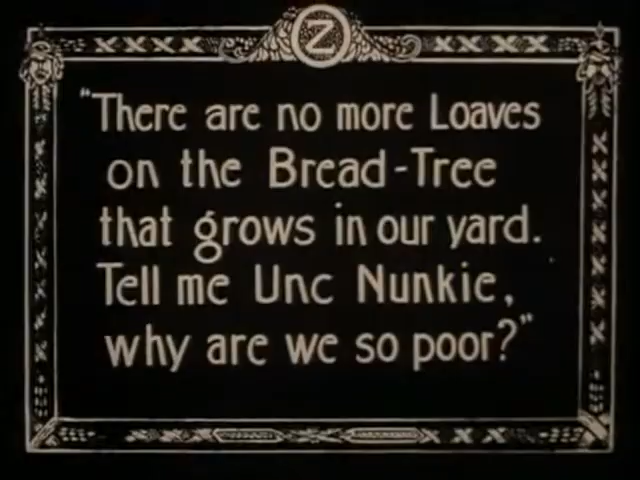 Z
"There are no more Loaves
on the Bread-Tree
that grows in our yard.
Tell me Unc Nunkie,
why are we so poor?"